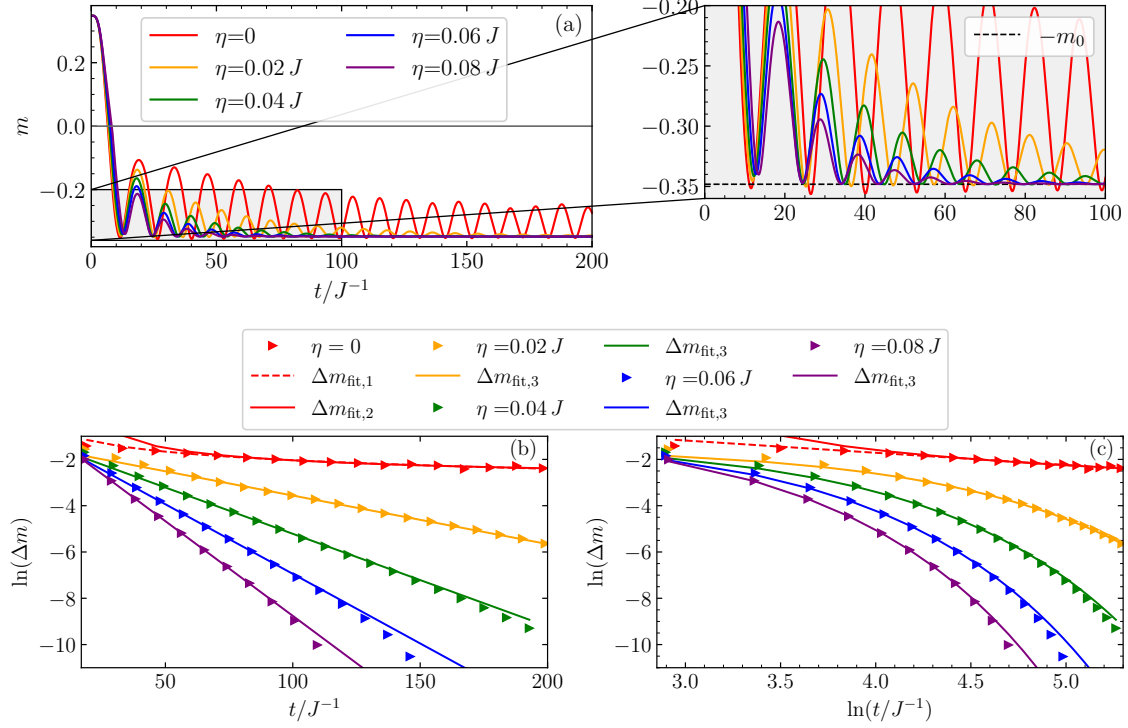 (a)
η=0
η=0.02 J
η=0.04 J
η=0.06 J
η=0.08 J
m
0.2
0.0
−0.2
0 50 100 150 200
t/J⁻¹
−m₀
−0.20
−0.25
−0.30
−0.35
0 20 40 60 80 100
η = 0
Δm_fit,1
Δm_fit,2
η =0.02 J
Δm_fit,3
η =0.04 J
Δm_fit,3
η =0.06 J
Δm_fit,3
η =0.08 J
Δm_fit,3
(b)
ln(Δm)
−2
−4
−6
−8
−10
50 100 150 200
t/J⁻¹
(c)
ln(Δm)
−2
−4
−6
−8
−10
3.0 3.5 4.0 4.5 5.0
ln(t/J⁻¹)